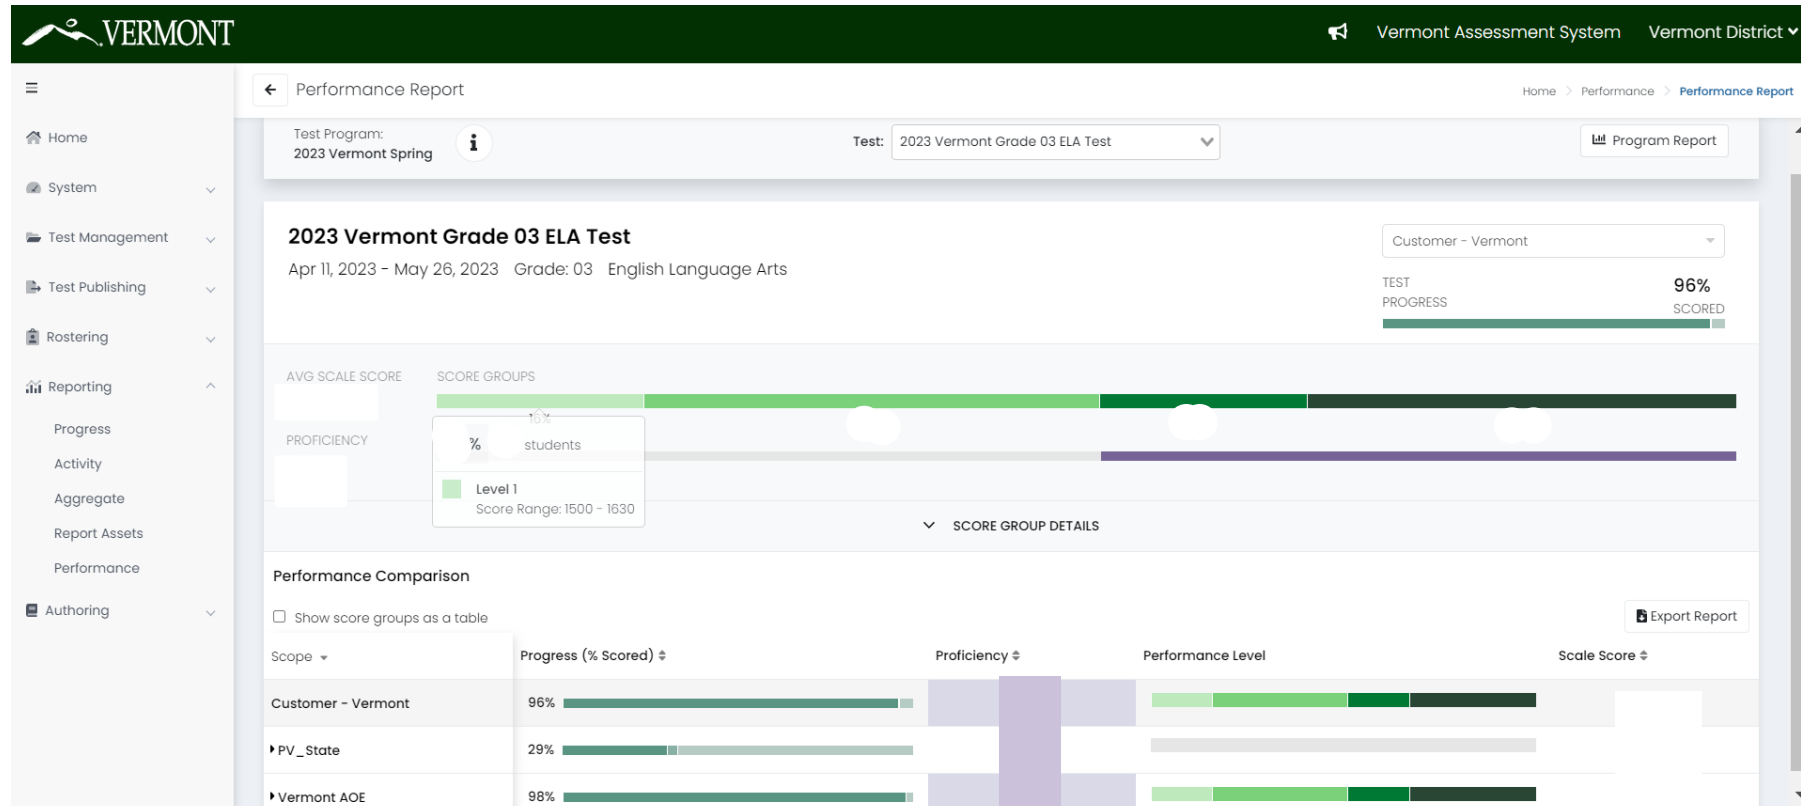 VERMONT
Vermont Assessment System
Vermont District
Performance Report
Home > Performance > Performance Report
Home
System
Test Management
Test Publishing
Rostering
Reporting
Progress
Activity
Aggregate
Report Assets
Performance
Authoring
Test Program:
2023 Vermont Spring
Test:
2023 Vermont Grade 03 ELA Test
Program Report
2023 Vermont Grade 03 ELA Test
Apr 11, 2023 - May 26, 2023 Grade: 03 English Language Arts
Customer - Vermont
TEST
PROGRESS
96%
SCORED
AVG SCALE SCORE
SCORE GROUPS
16%
PROFICIENCY
% students
Level 1
Score Range: 1500 - 1630
SCORE GROUP DETAILS
Performance Comparison
Show score groups as a table
Export Report
Scope Progress (% Scored) Proficiency Performance Level Scale Score
Customer - Vermont 96%
PV_State 29%
Vermont AOE 98%